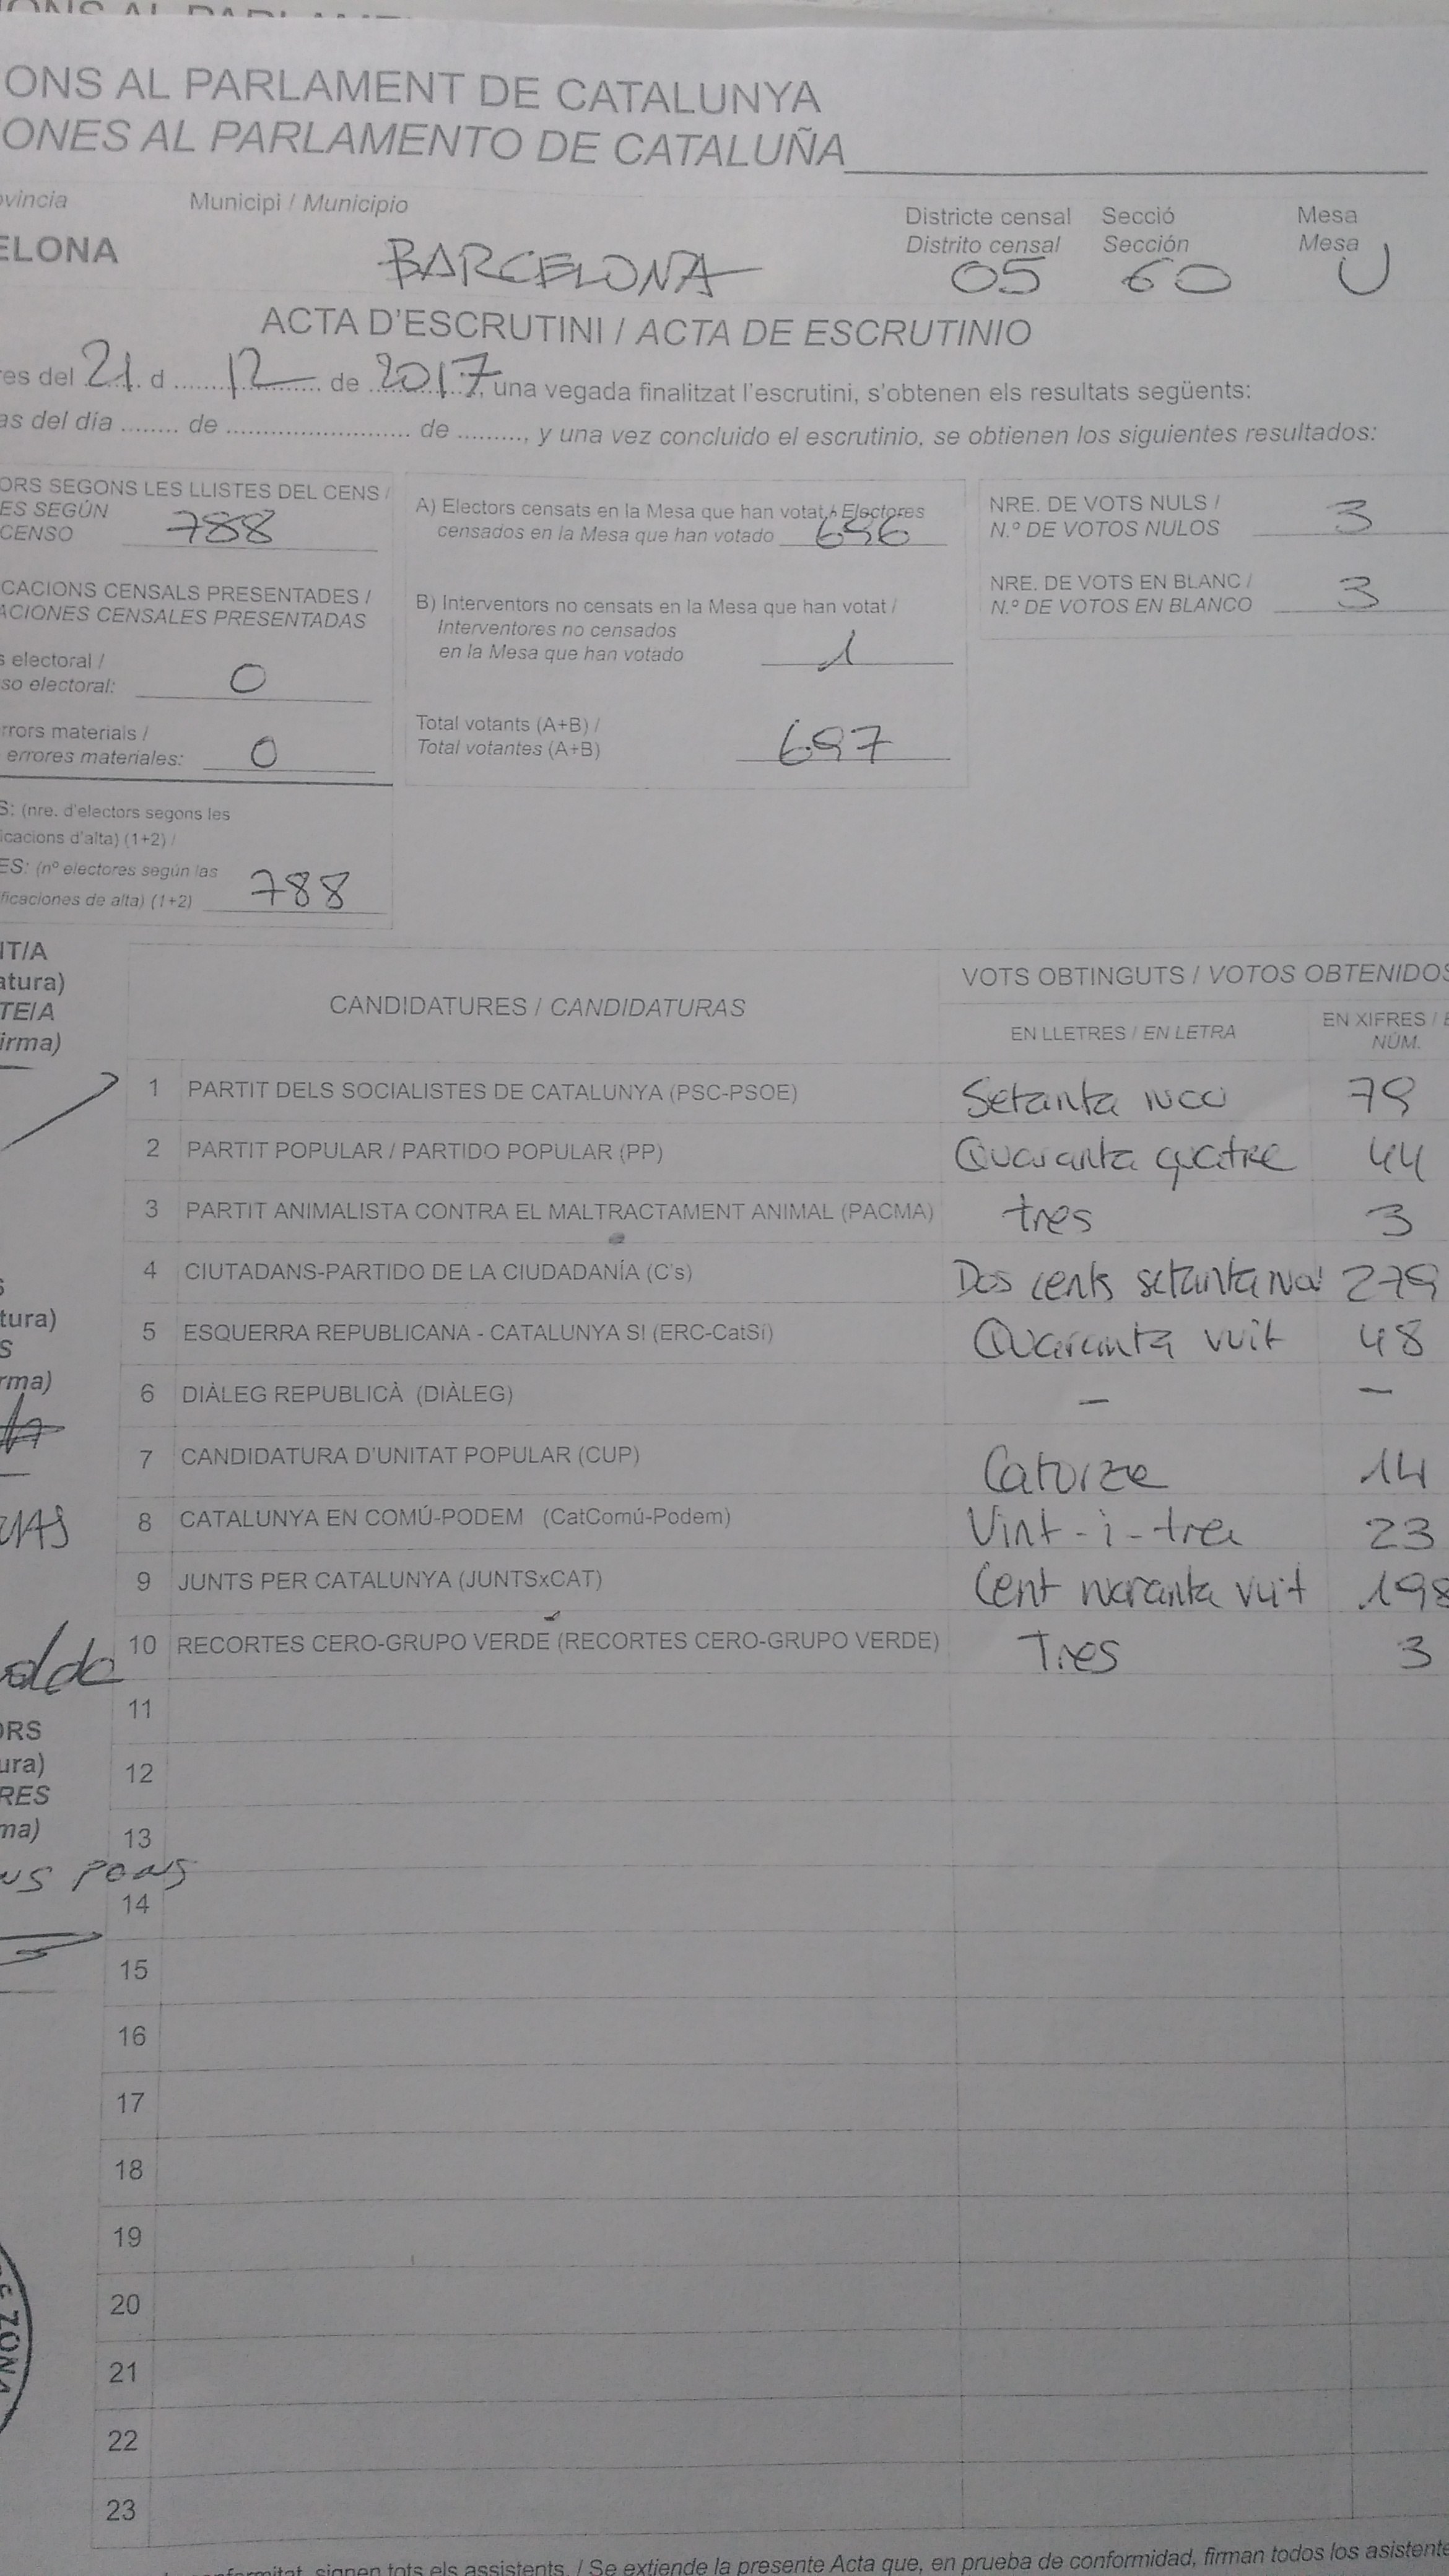 ONS AL PARLAMENT DE CATALUNYA
ONES AL PARLAMENTO DE CATALUÑA
ovincia Municipi / Municipio Districte censal Secció Mesa
Distrito censal Sección Mesa
ELONA BARCELONA 05 60 U
ACTA D'ESCRUTINI / ACTA DE ESCRUTINIO
res del 21 d 12 de 2017, una vegada finalitzat l'escrutini, s'obtenen els resultats següents:
as del día ........ de ........................ de ........., y una vez concluido el escrutinio, se obtienen los siguientes resultados:
ORS SEGONS LES LLISTES DEL CENS /
ES SEGÚN
CENSO 788
CACIONS CENSALS PRESENTADES /
ACIONES CENSALES PRESENTADAS
s electoral /
so electoral: 0
rrors materials /
errores materiales: 0
S: (nre. d'electors segons les
icacions d'alta) (1+2) /
ES: (nº electores según las
ificaciones de alta) (1+2) 788
A) Electors censats en la Mesa que han votat / Electores
censados en la Mesa que han votado 696
B) Interventors no censats en la Mesa que han votat /
Interventores no censados
en la Mesa que han votado 1
Total votants (A+B) /
Total votantes (A+B) 697
NRE. DE VOTS NULS /
N.º DE VOTOS NULOS 3
NRE. DE VOTS EN BLANC /
N.º DE VOTOS EN BLANCO 3
NT/A
atura)
TE/A
irma)
CANDIDATURES / CANDIDATURAS VOTS OBTINGUTS / VOTOS OBTENIDOS
EN LLETRES / EN LETRA EN XIFRES / E
NÚM.
1 PARTIT DELS SOCIALISTES DE CATALUNYA (PSC-PSOE) Setanta nou 79
2 PARTIT POPULAR / PARTIDO POPULAR (PP) Quaranta quatre 44
3 PARTIT ANIMALISTA CONTRA EL MALTRACTAMENT ANIMAL (PACMA) tres 3
4 CIUTADANS-PARTIDO DE LA CIUDADANÍA (C's) Dos cents setanta nou 279
5 ESQUERRA REPUBLICANA - CATALUNYA SI (ERC-CatSí) Quaranta vuit 48
6 DIÀLEG REPUBLICÀ (DIÀLEG) - -
7 CANDIDATURA D'UNITAT POPULAR (CUP) Catorze 14
8 CATALUNYA EN COMÚ-PODEM (CatComú-Podem) Vint-i-tres 23
9 JUNTS PER CATALUNYA (JUNTSxCAT) Cent noranta vuit 198
10 RECORTES CERO-GRUPO VERDE (RECORTES CERO-GRUPO VERDE) Tres 3
11
12
13
14
15
16
17
18
19
20
21
22
23
S
tura)
S
rma)
ORS
ura)
RES
ma)
us PONS
E ZONA
conformitat, signen tots els assistents. / Se extiende la presente Acta que, en prueba de conformidad, firman todos los asistente